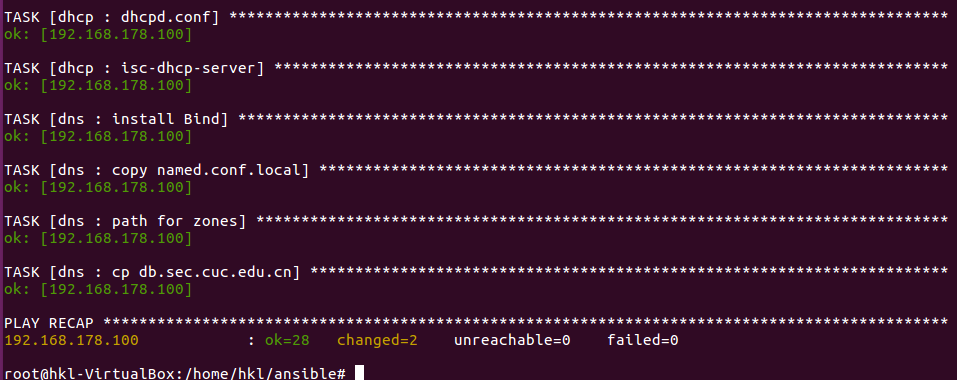 TASK [dhcp : dhcpd.conf] ********************************************************************************
ok: [192.168.178.100]
TASK [dhcp : isc-dhcp-server] ***************************************************************************
ok: [192.168.178.100]
TASK [dns : install Bind] *******************************************************************************
ok: [192.168.178.100]
TASK [dns : copy named.conf.local] **********************************************************************
ok: [192.168.178.100]
TASK [dns : path for zones] *****************************************************************************
ok: [192.168.178.100]
TASK [dns : cp db.sec.cuc.edu.cn] ***********************************************************************
ok: [192.168.178.100]
PLAY RECAP **********************************************************************************************
192.168.178.100            : ok=28   changed=2    unreachable=0    failed=0
root@hkl-VirtualBox:/home/hkl/ansible#